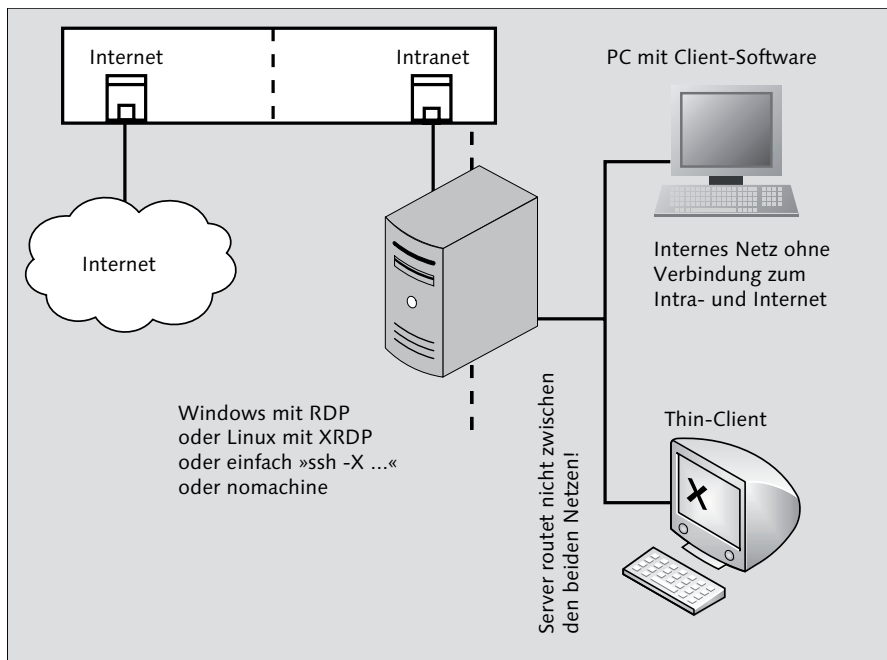 Internet
Intranet
PC mit Client-Software
Internet
Internes Netz ohne
Verbindung zum
Intra- und Internet
Windows mit RDP
oder Linux mit XRDP
oder einfach »ssh -X ...«
oder nomachine
Server routet nicht zwischen
den beiden Netzen!
Thin-Client
X